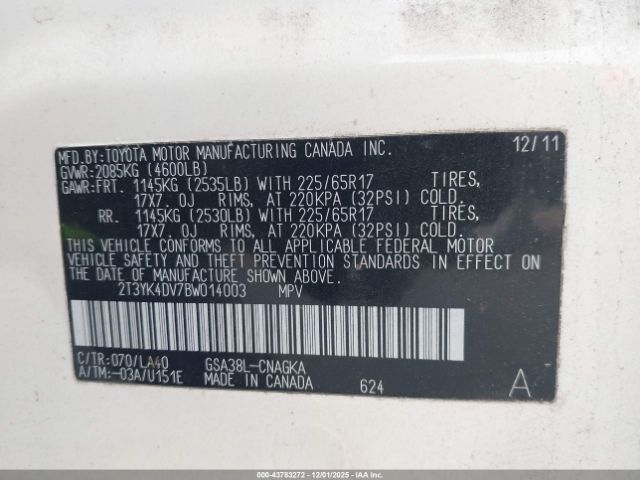 MFD.BY:TOYOTA MOTOR MANUFACTURING CANADA INC. 12/11
GVWR:2085KG (4600LB)
GAWR:FRT. 1145KG (2535LB) WITH 225/65R17 TIRES,
17X7.0J RIMS, AT 220KPA (32PSI) COLD.
RR. 1145KG (2530LB) WITH 225/65R17 TIRES,
17X7.0J RIMS, AT 220KPA (32PSI) COLD.
THIS VEHICLE CONFORMS TO ALL APPLICABLE FEDERAL MOTOR
VEHICLE SAFETY AND THEFT PREVENTION STANDARDS IN EFFECT ON
THE DATE OF MANUFACTURE SHOWN ABOVE.
2T3YK4DV7BW014003 MPV
C/TR:070/LA40 GSA38L-CNAGKA
A/TM:-03A/U151E MADE IN CANADA 624 A
000-43783272 - 12/01/2025 - IAAI.com